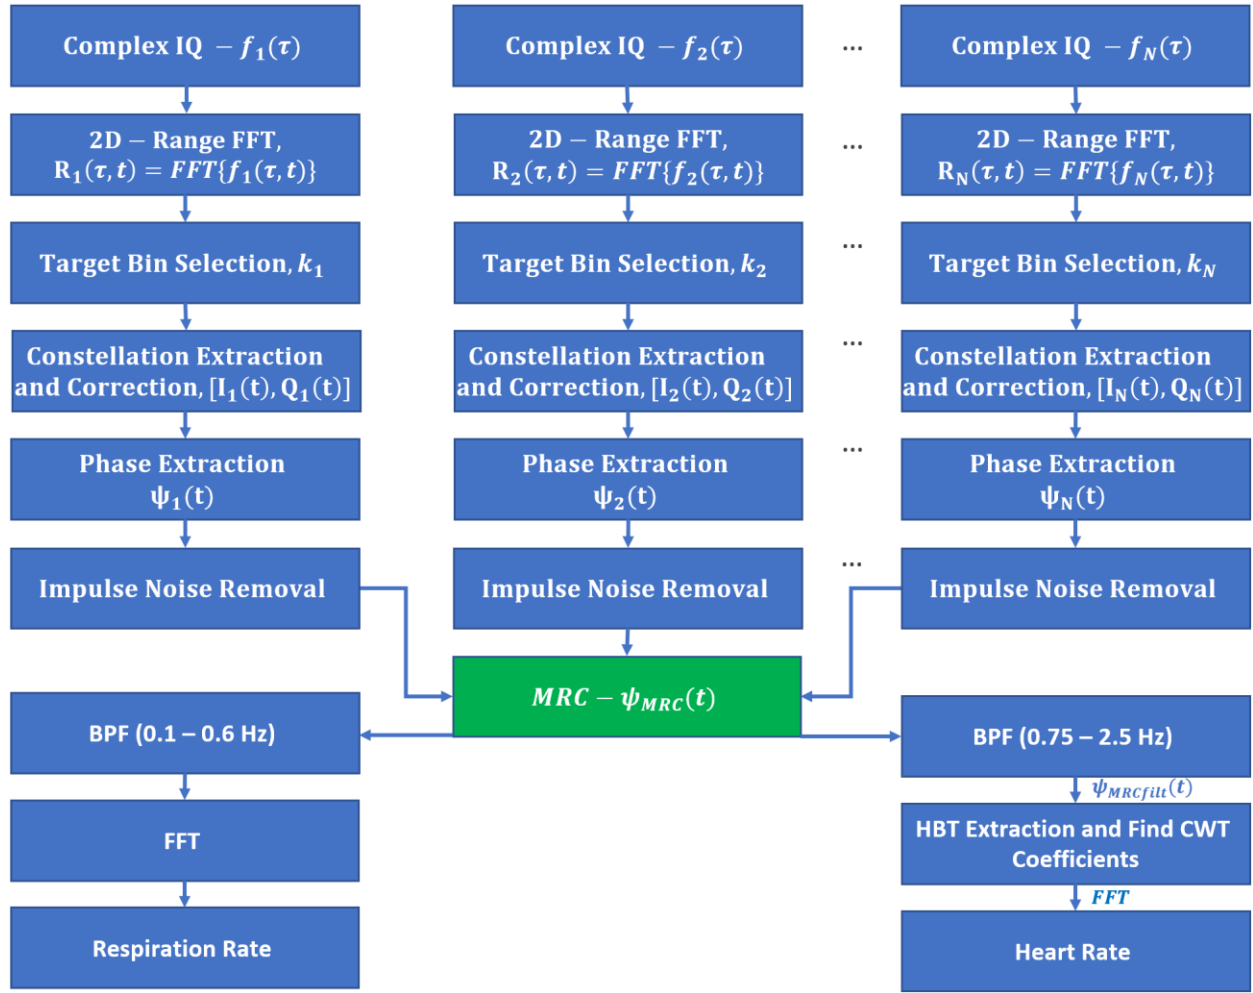 Complex IQ − f₁(τ)
Complex IQ − f₂(τ)
...
Complex IQ − f_N(τ)
2D − Range FFT,
R₁(τ, t) = FFT{f₁(τ, t)}
2D − Range FFT,
R₂(τ, t) = FFT{f₂(τ, t)}
...
2D − Range FFT,
R_N(τ, t) = FFT{f_N(τ, t)}
Target Bin Selection, k₁
Target Bin Selection, k₂
...
Target Bin Selection, k_N
Constellation Extraction
and Correction, [I₁(t), Q₁(t)]
Constellation Extraction
and Correction, [I₂(t), Q₂(t)]
...
Constellation Extraction
and Correction, [I_N(t), Q_N(t)]
Phase Extraction
ψ₁(t)
Phase Extraction
ψ₂(t)
...
Phase Extraction
ψ_N(t)
Impulse Noise Removal
Impulse Noise Removal
...
Impulse Noise Removal
MRC − ψ_MRC(t)
BPF (0.1 – 0.6 Hz)
BPF (0.75 – 2.5 Hz)
ψ_MRCfilt(t)
FFT
HBT Extraction and Find CWT
Coefficients
FFT
Respiration Rate
Heart Rate